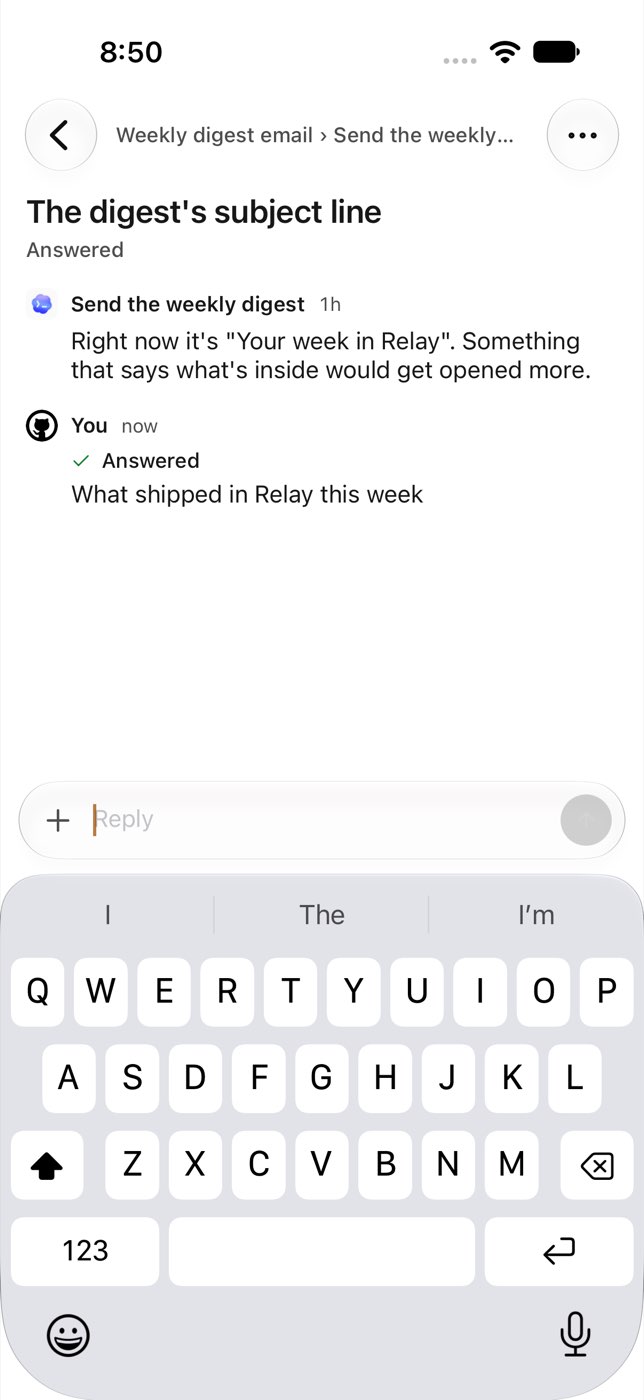 8:50
Weekly digest email › Send the weekly...
The digest's subject line
Answered
Send the weekly digest 1h
Right now it's "Your week in Relay". Something
that says what's inside would get opened more.
You now
Answered
What shipped in Relay this week
Reply
I The I’m
Q W E R T Y U I O P
A S D F G H J K L
Z X C V B N M
123